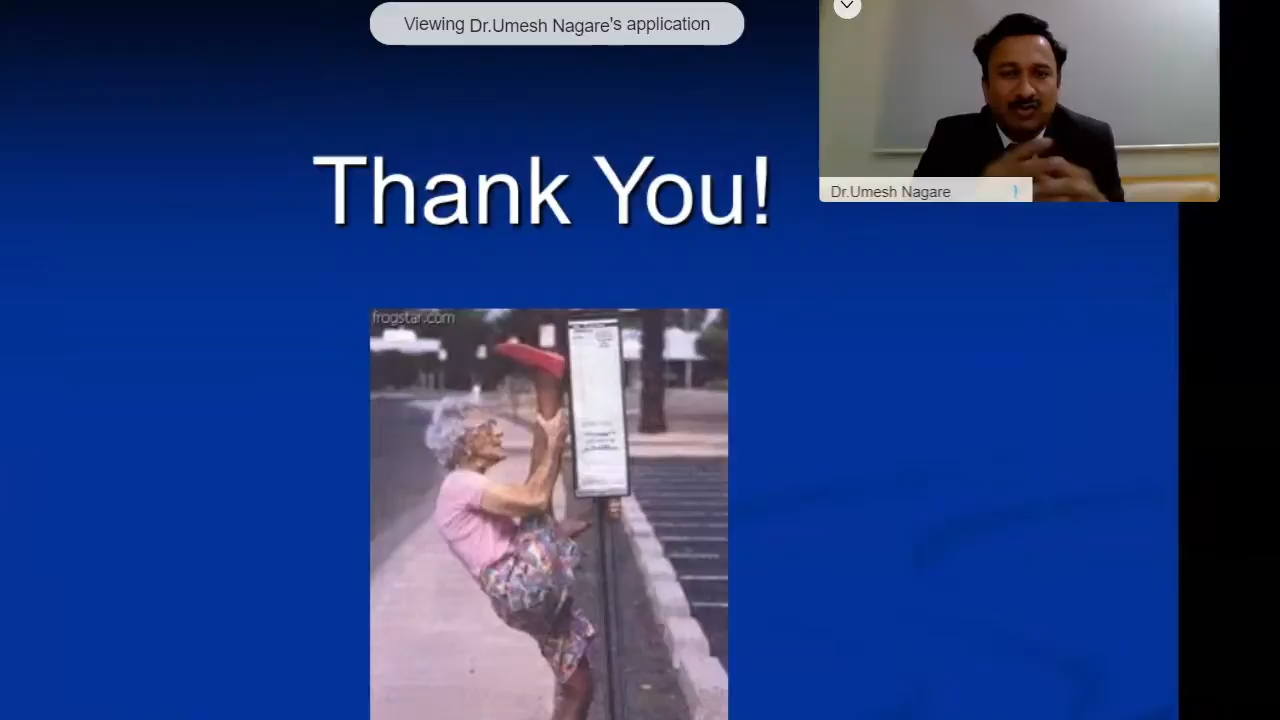 Viewing Dr.Umesh Nagare's application
Thank You!
Dr.Umesh Nagare
frogstar.com